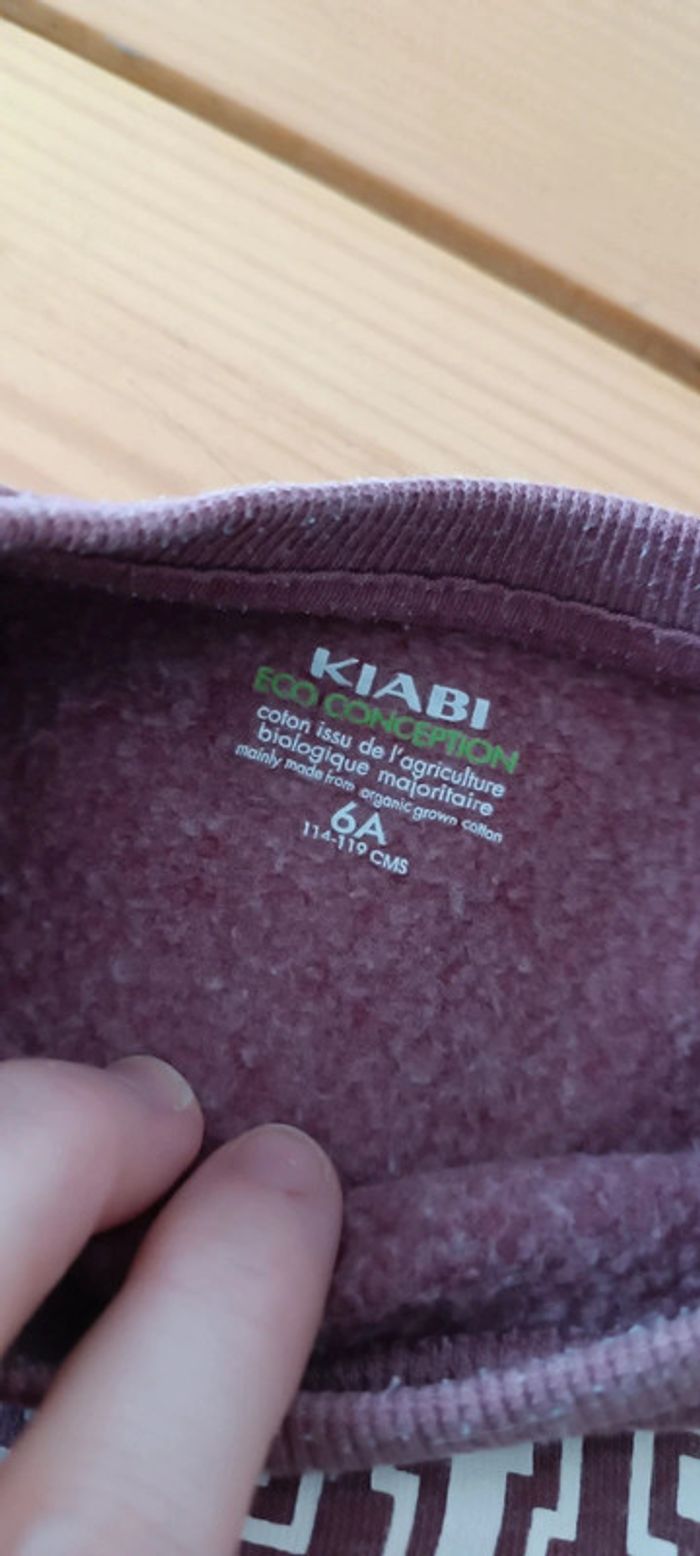 KIABI
ECO CONCEPTION
coton issu de l'agriculture
biologique majoritaire
mainly made from organic grown cotton
6A
114-119 CMS